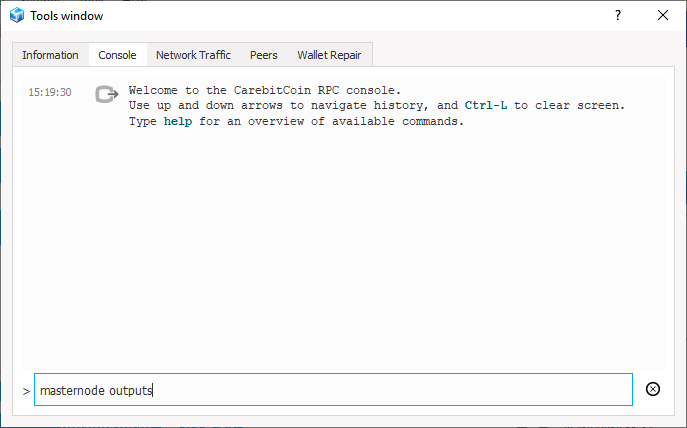 Tools window
?
Information Console Network Traffic Peers Wallet Repair
15:19:30 Welcome to the CarebitCoin RPC console.
Use up and down arrows to navigate history, and Ctrl-L to clear screen.
Type help for an overview of available commands.
> masternode outputs